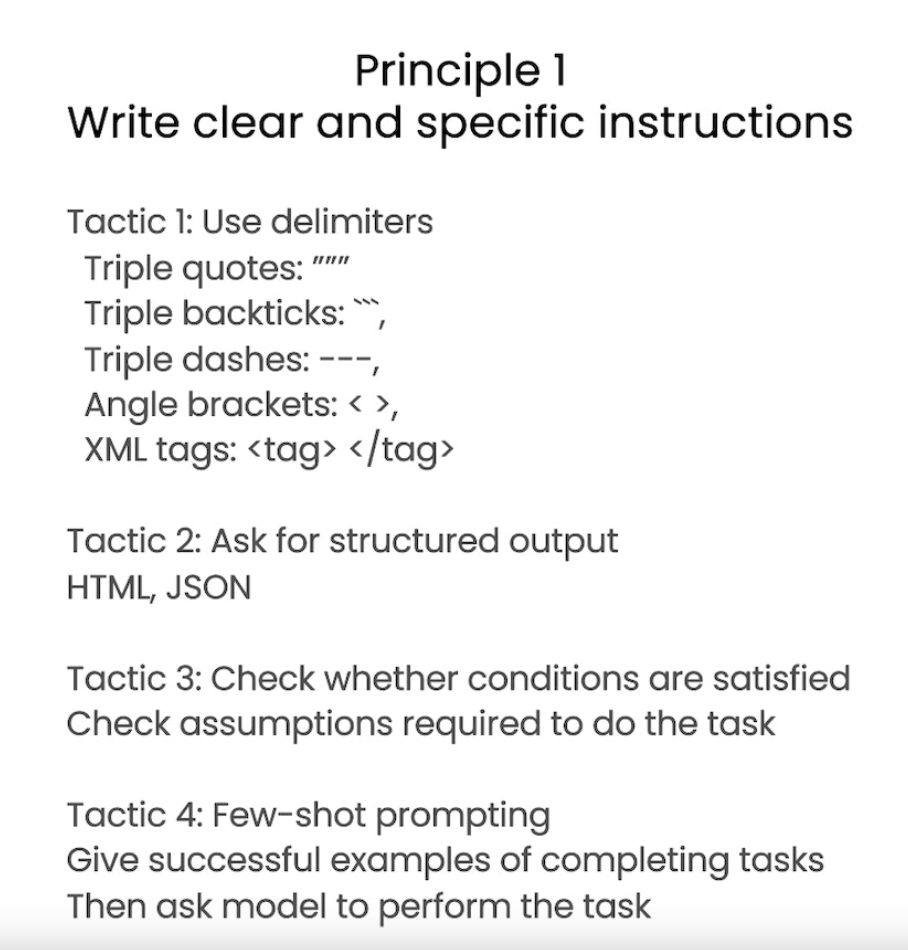 Principle 1
Write clear and specific instructions
Tactic 1: Use delimiters
Triple quotes: """
Triple backticks: ```,
Triple dashes: ---,
Angle brackets: < >,
XML tags: <tag> </tag>
Tactic 2: Ask for structured output
HTML, JSON
Tactic 3: Check whether conditions are satisfied
Check assumptions required to do the task
Tactic 4: Few-shot prompting
Give successful examples of completing tasks
Then ask model to perform the task